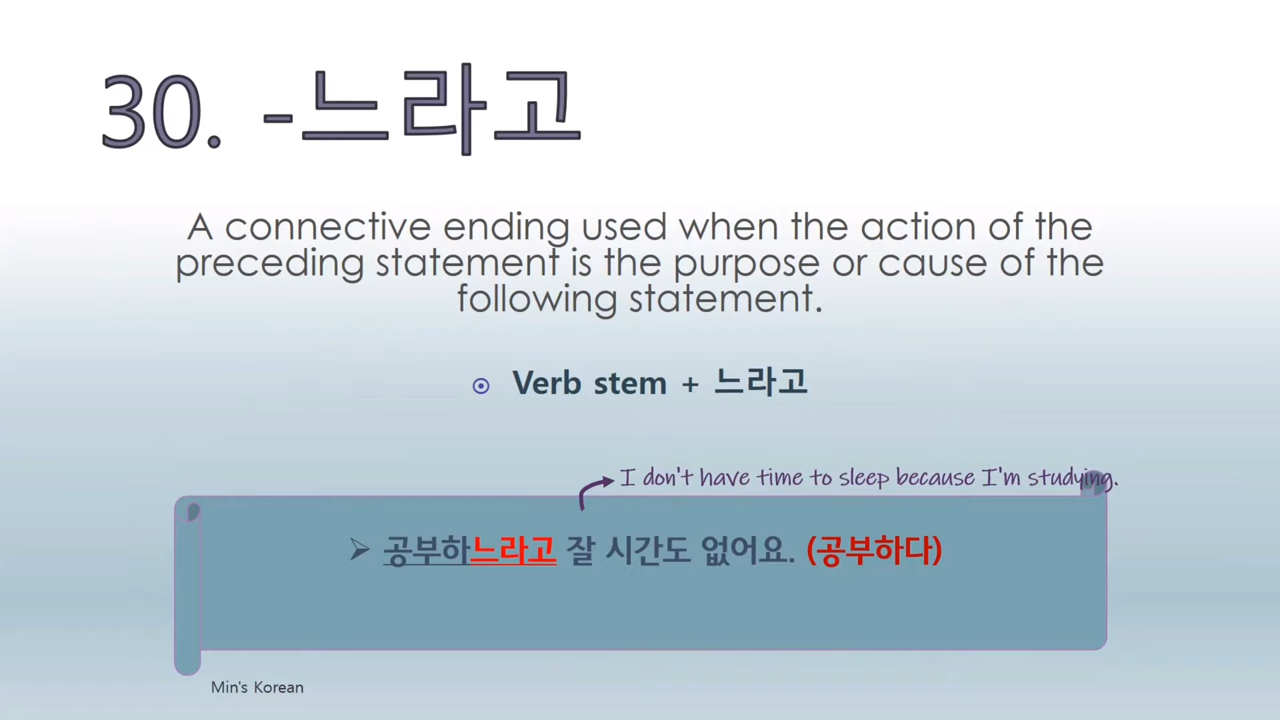 30. -느라고
A connective ending used when the action of the
preceding statement is the purpose or cause of the
following statement.
Verb stem + 느라고
I don't have time to sleep because I'm studying.
공부하느라고 잘 시간도 없어요. (공부하다)
Min's Korean